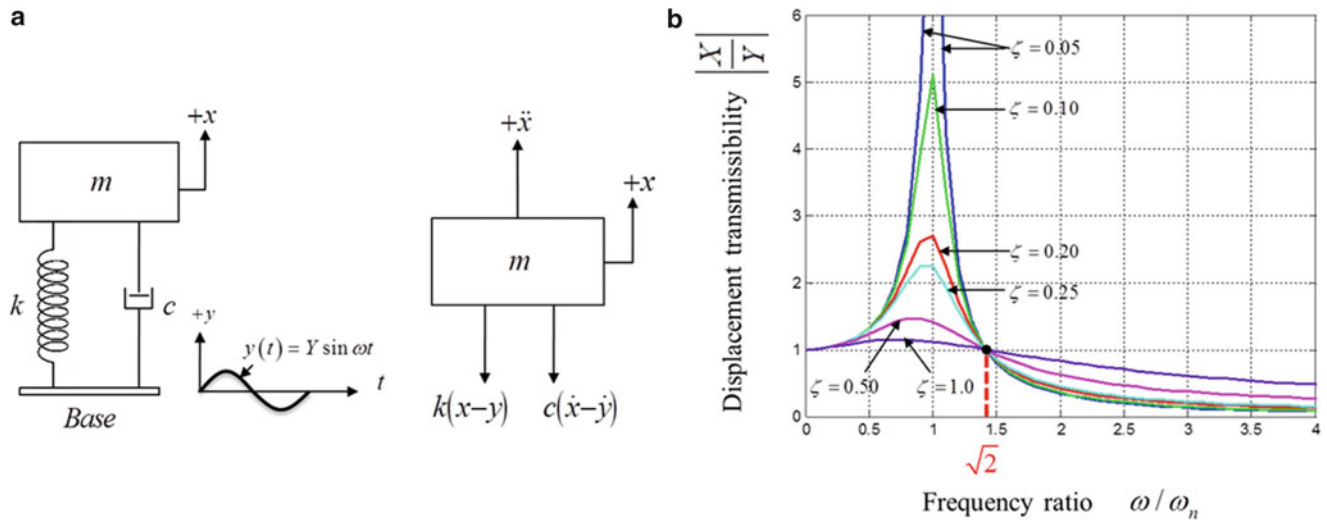 a
+x
m
k
c
+y
y(t) = Y sin ωt
t
Base
+ẍ
+x
m
k(x−y)
c(ẋ−ẏ)
b
|X/Y|
Displacement transmissibility
6
5
4
3
2
1
0
ζ = 0.05
ζ = 0.10
ζ = 0.20
ζ = 0.25
ζ = 0.50
ζ = 1.0
0 0.5 1 1.5 2 2.5 3 3.5 4
√2
Frequency ratio ω/ωn